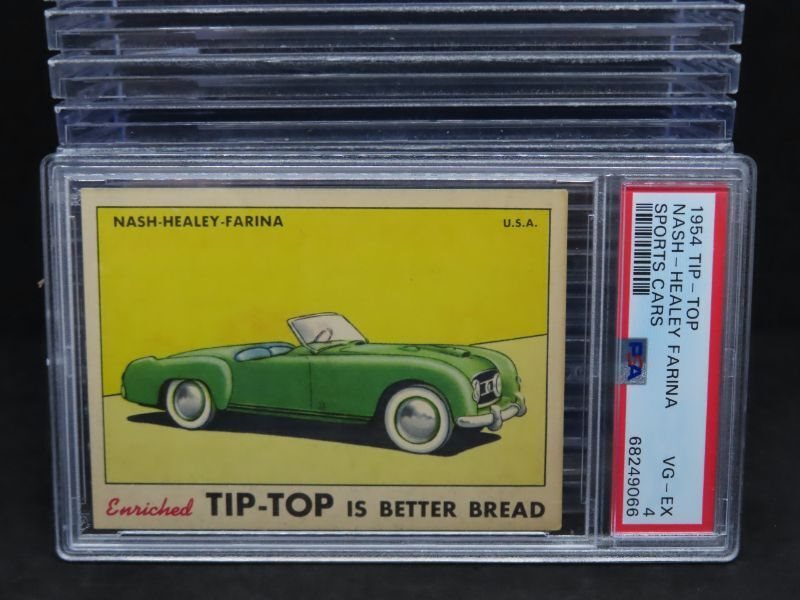 NASH-HEALEY-FARINA
U.S.A.
Enriched TIP-TOP IS BETTER BREAD
1954 TIP-TOP
NASH-HEALEY FARINA VG-EX
SPORTS CARS 4
PSA
68249066